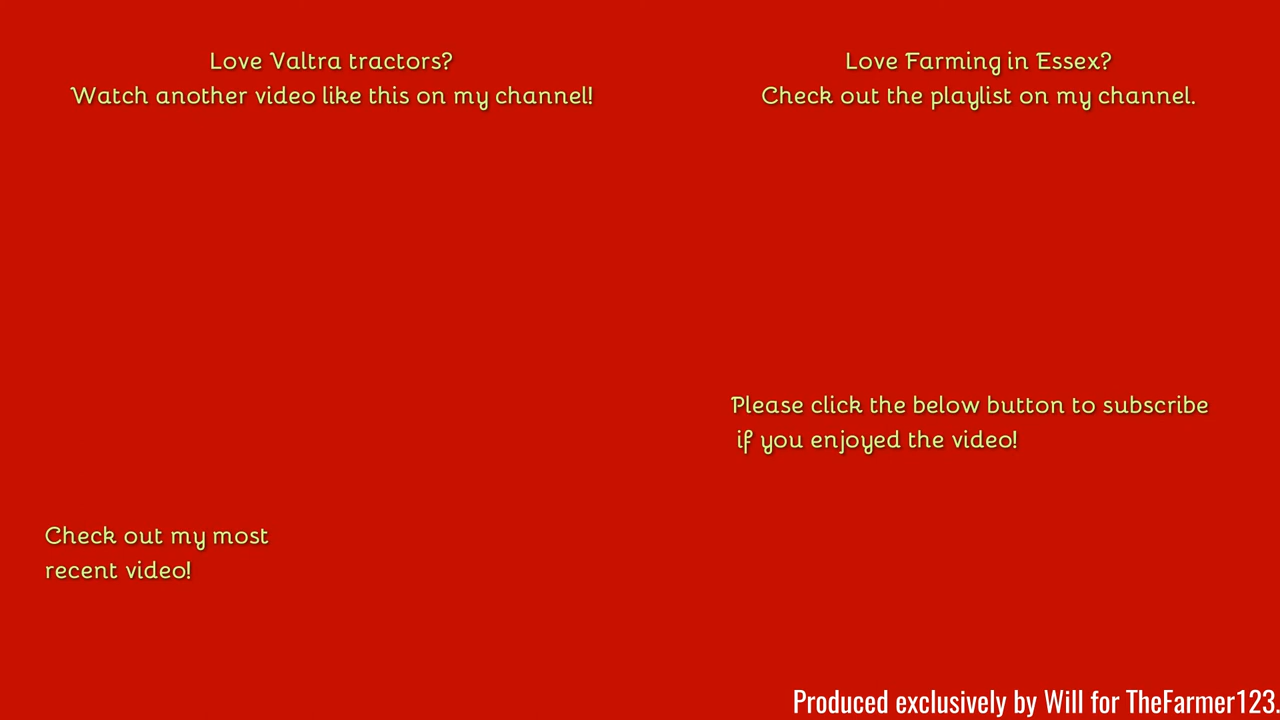 Love Valtra tractors?
Watch another video like this on my channel!
Love Farming in Essex?
Check out the playlist on my channel.
Please click the below button to subscribe
if you enjoyed the video!
Check out my most
recent video!
Produced exclusively by Will for TheFarmer123.